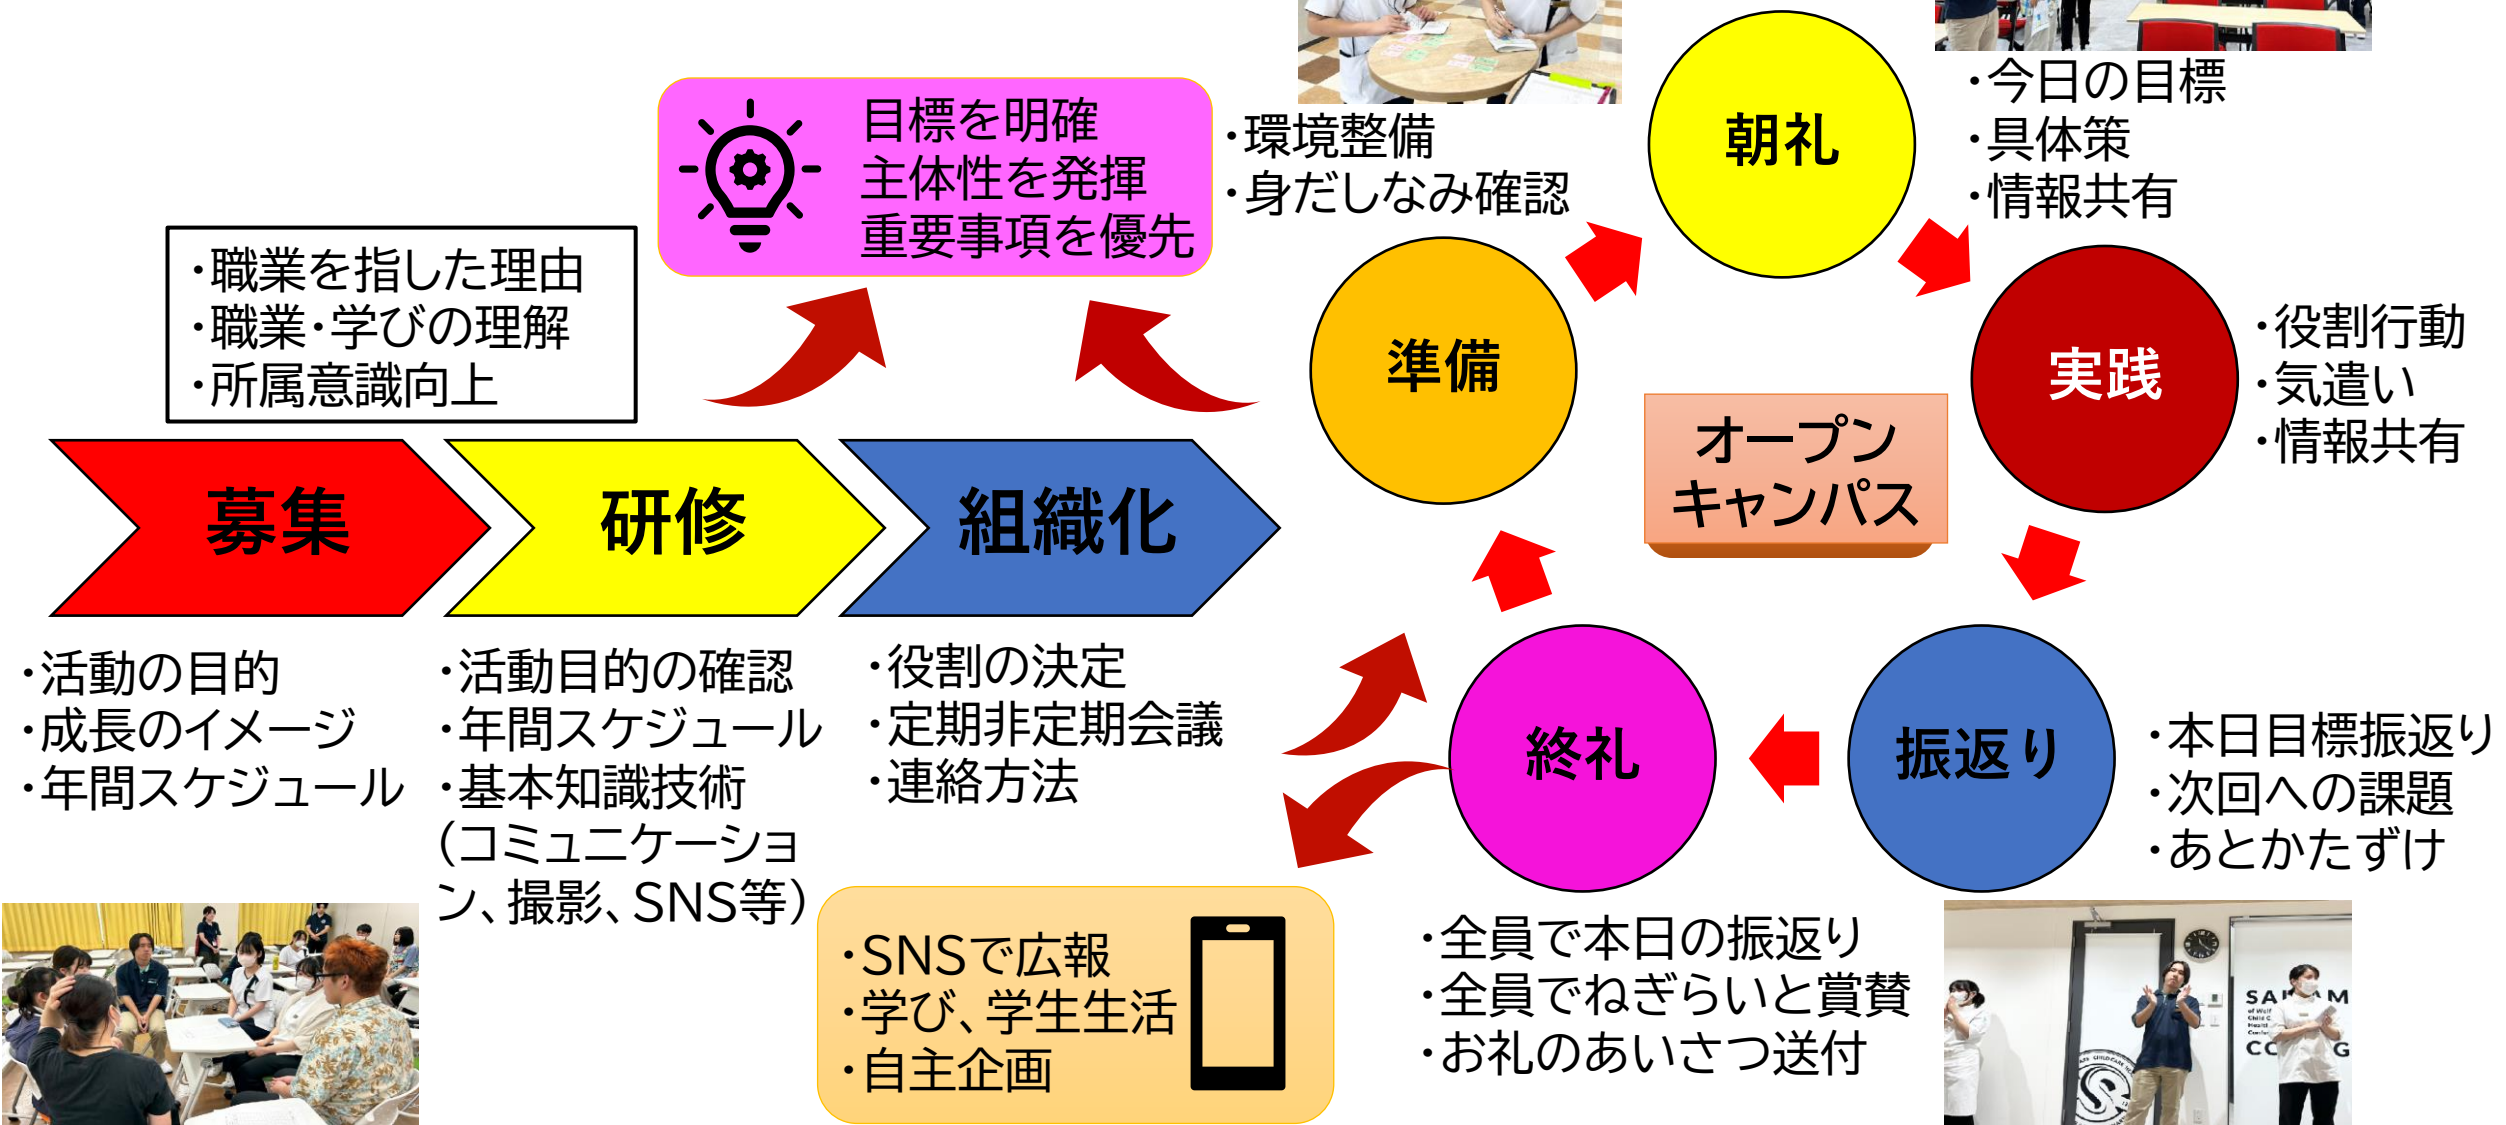 目標を明確
主体性を発揮
重要事項を優先
・職業を指した理由
・職業・学びの理解
・所属意識向上
募集
研修
組織化
・活動の目的
・成長のイメージ
・年間スケジュール
・活動目的の確認
・年間スケジュール
・基本知識技術
（コミュニケーショ
ン、撮影、SNS等）
・役割の決定
・定期非定期会議
・連絡方法
・SNSで広報
・学び、学生生活
・自主企画
オープン
キャンパス
準備
・環境整備
・身だしなみ確認
朝礼
・今日の目標
・具体策
・情報共有
実践
・役割行動
・気遣い
・情報共有
振返り
・本日目標振返り
・次回への課題
・あとかたずけ
終礼
・全員で本日の振返り
・全員でねぎらいと賞賛
・お礼のあいさつ送付